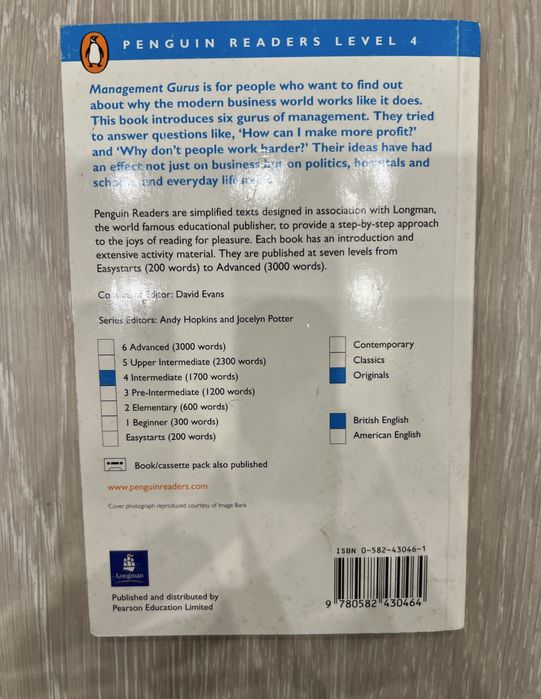 PENGUIN READERS LEVEL 4
Management Gurus is for people who want to find out
about why the modern business world works like it does.
This book introduces six gurus of management. They tried
to answer questions like, ‘How can I make more profit?’
and ‘Why don't people work harder?’ Their ideas have had
an effect not just on business but on politics, hospitals and
schools, and everyday life
Penguin Readers are simplified texts designed in association with Longman,
the world famous educational publisher, to provide a step-by-step approach
to the joys of reading for pleasure. Each book has an introduction and
extensive activity material. They are published at seven levels from
Easystarts (200 words) to Advanced (3000 words).
Consultant Editor: David Evans
Series Editors: Andy Hopkins and Jocelyn Potter
6 Advanced (3000 words)
5 Upper Intermediate (2300 words)
4 Intermediate (1700 words)
3 Pre-Intermediate (1200 words)
2 Elementary (600 words)
1 Beginner (300 words)
Easystarts (200 words)
Contemporary
Classics
Originals
British English
American English
Book/cassette pack also published
www.penguinreaders.com
Cover photograph reproduced courtesy of Image Bank
Longman
Published and distributed by
Pearson Education Limited
ISBN 0-582-43046-1
9 780582 430464